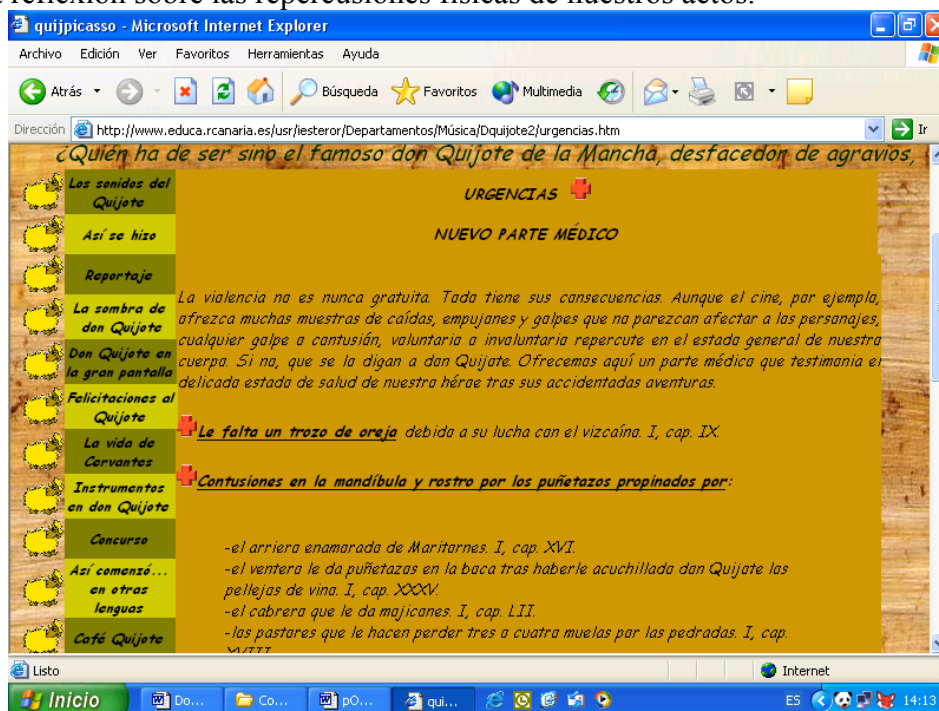 reflexión sobre las repercusiones físicas de nuestros actos.
quijpicasso - Microsoft Internet Explorer
Archivo Edición Ver Favoritos Herramientas Ayuda
Atrás Búsqueda Favoritos Multimedia
Dirección http://www.educa.rcanaria.es/usr/iesteror/Departamentos/Música/Dquijote2/urgencias.htm Ir
¿Quién ha de ser sino el famoso don Quijote de la Mancha, desfacedor de agravios,
Los sonidos del
Quijote
Así se hizo
Reportaje
La sombra de
don Quijote
Don Quijote en
la gran pantalla
Felicitaciones al
Quijote
La vida de
Cervantes
Instrumentos
en don Quijote
Concurso
Así comenzó...
en otras
lenguas
Café Quijote
URGENCIAS
NUEVO PARTE MÉDICO
La violencia no es nunca gratuita. Todo tiene sus consecuencias. Aunque el cine, por ejemplo,
ofrezca muchas muestras de caídas, empujones y golpes que no parezcan afectar a los personajes,
cualquier golpe o contusión, voluntario o involuntario repercute en el estado general de nuestro
cuerpo. Si no, que se lo digan a don Quijote. Ofrecemos aquí un parte médico que testimonia el
delicado estado de salud de nuestro héroe tras sus accidentadas aventuras.
Le falta un trozo de oreja debido a su lucha con el vizcaíno. I, cap. IX.
Contusiones en la mandíbula y rostro por los puñetazos propinados por:
-el arriero enamorado de Maritornes. I, cap. XVI.
-el ventero le da puñetazos en la boca tras haberle acuchillado don Quijote los
pellejos de vino. I, cap. XXXV.
-el cabrero que le da mojicones. I, cap. LII.
-los pastores que le hacen perder tres o cuatro muelas por las pedradas. I, cap.
XVIII
Listo Internet
Inicio Do... Co... pO... qui... ES 14:13